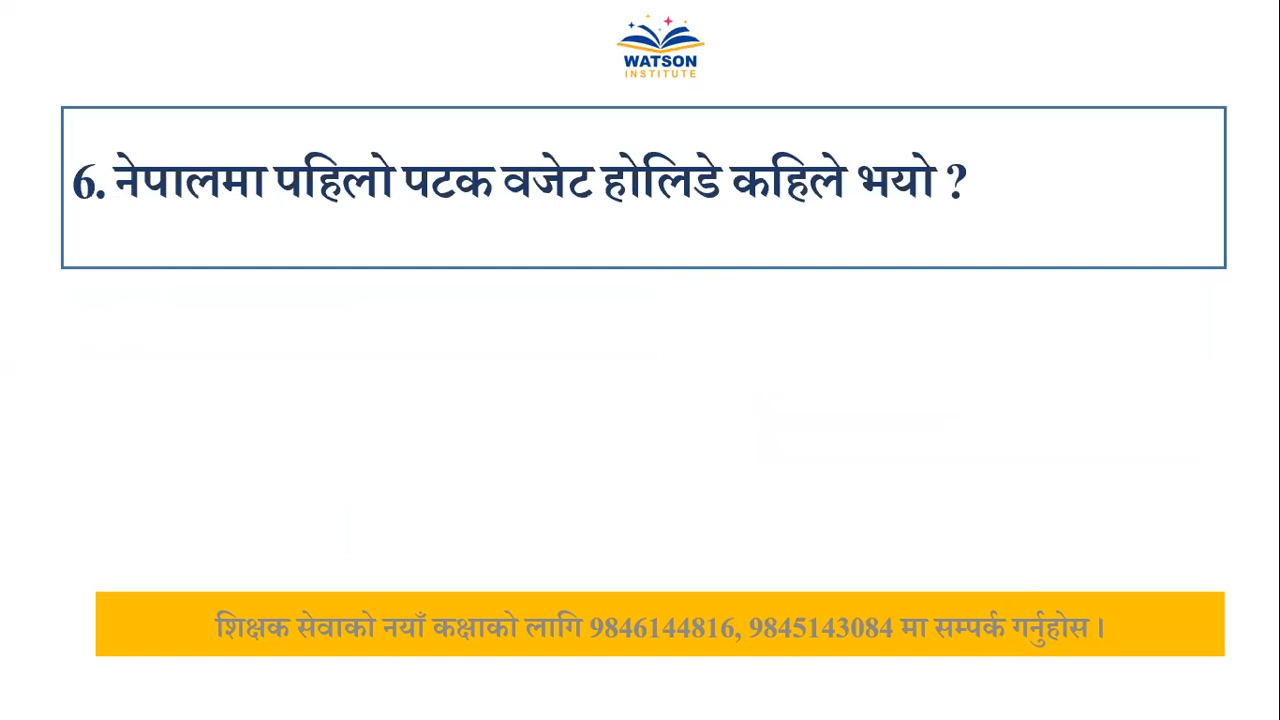 WATSON
INSTITUTE
6. नेपालमा पहिलो पटक वजेट होलिडे कहिले भयो ?
शिक्षक सेवाको नयाँ कक्षाको लागि 9846144816, 9845143084 मा सम्पर्क गर्नुहोस ।